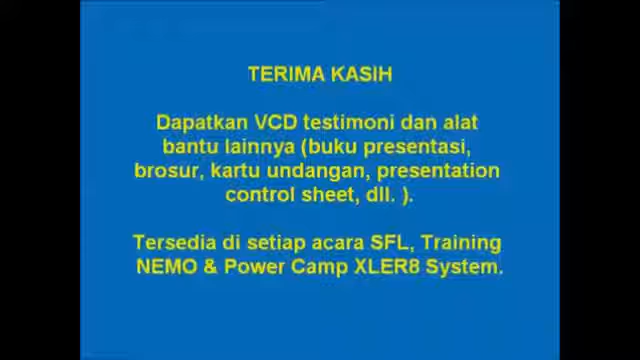 TERIMA KASIH
Dapatkan VCD testimoni dan alat
bantu lainnya (buku presentasi,
brosur, kartu undangan, presentation
control sheet, dll. ).
Tersedia di setiap acara SFL, Training
NEMO & Power Camp XLER8 System.